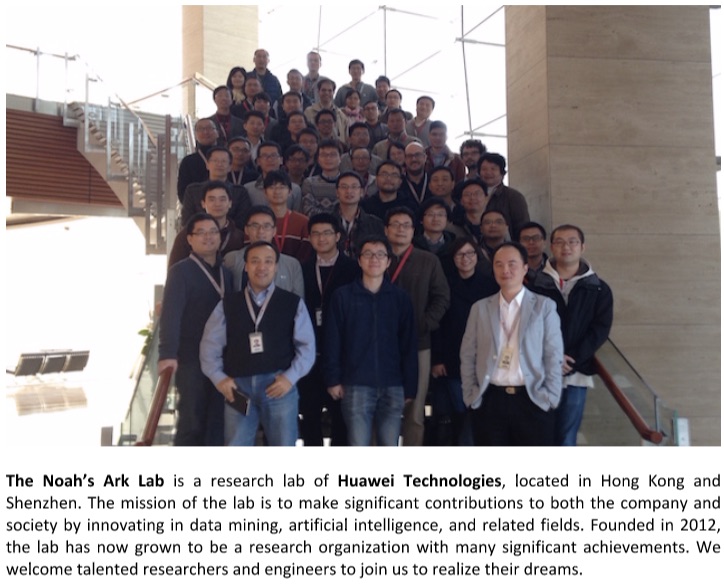 The Noah’s Ark Lab is a research lab of Huawei Technologies, located in Hong Kong and
Shenzhen. The mission of the lab is to make significant contributions to both the company and
society by innovating in data mining, artificial intelligence, and related fields. Founded in 2012,
the lab has now grown to be a research organization with many significant achievements. We
welcome talented researchers and engineers to join us to realize their dreams.